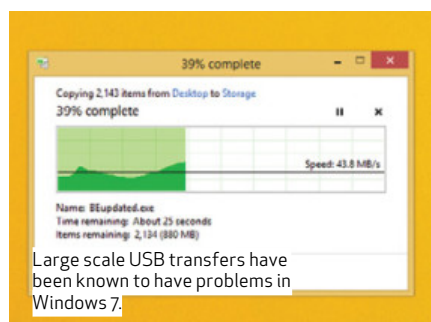 39% complete
Copying 2,143 items from Desktop to Storage
39% complete
Speed: 43.8 MB/s
Name: BEupdated.exe
Time remaining: About 25 seconds
Items remaining: 2,134 (880 MB)
Large scale USB transfers have
been known to have problems in
Windows 7.